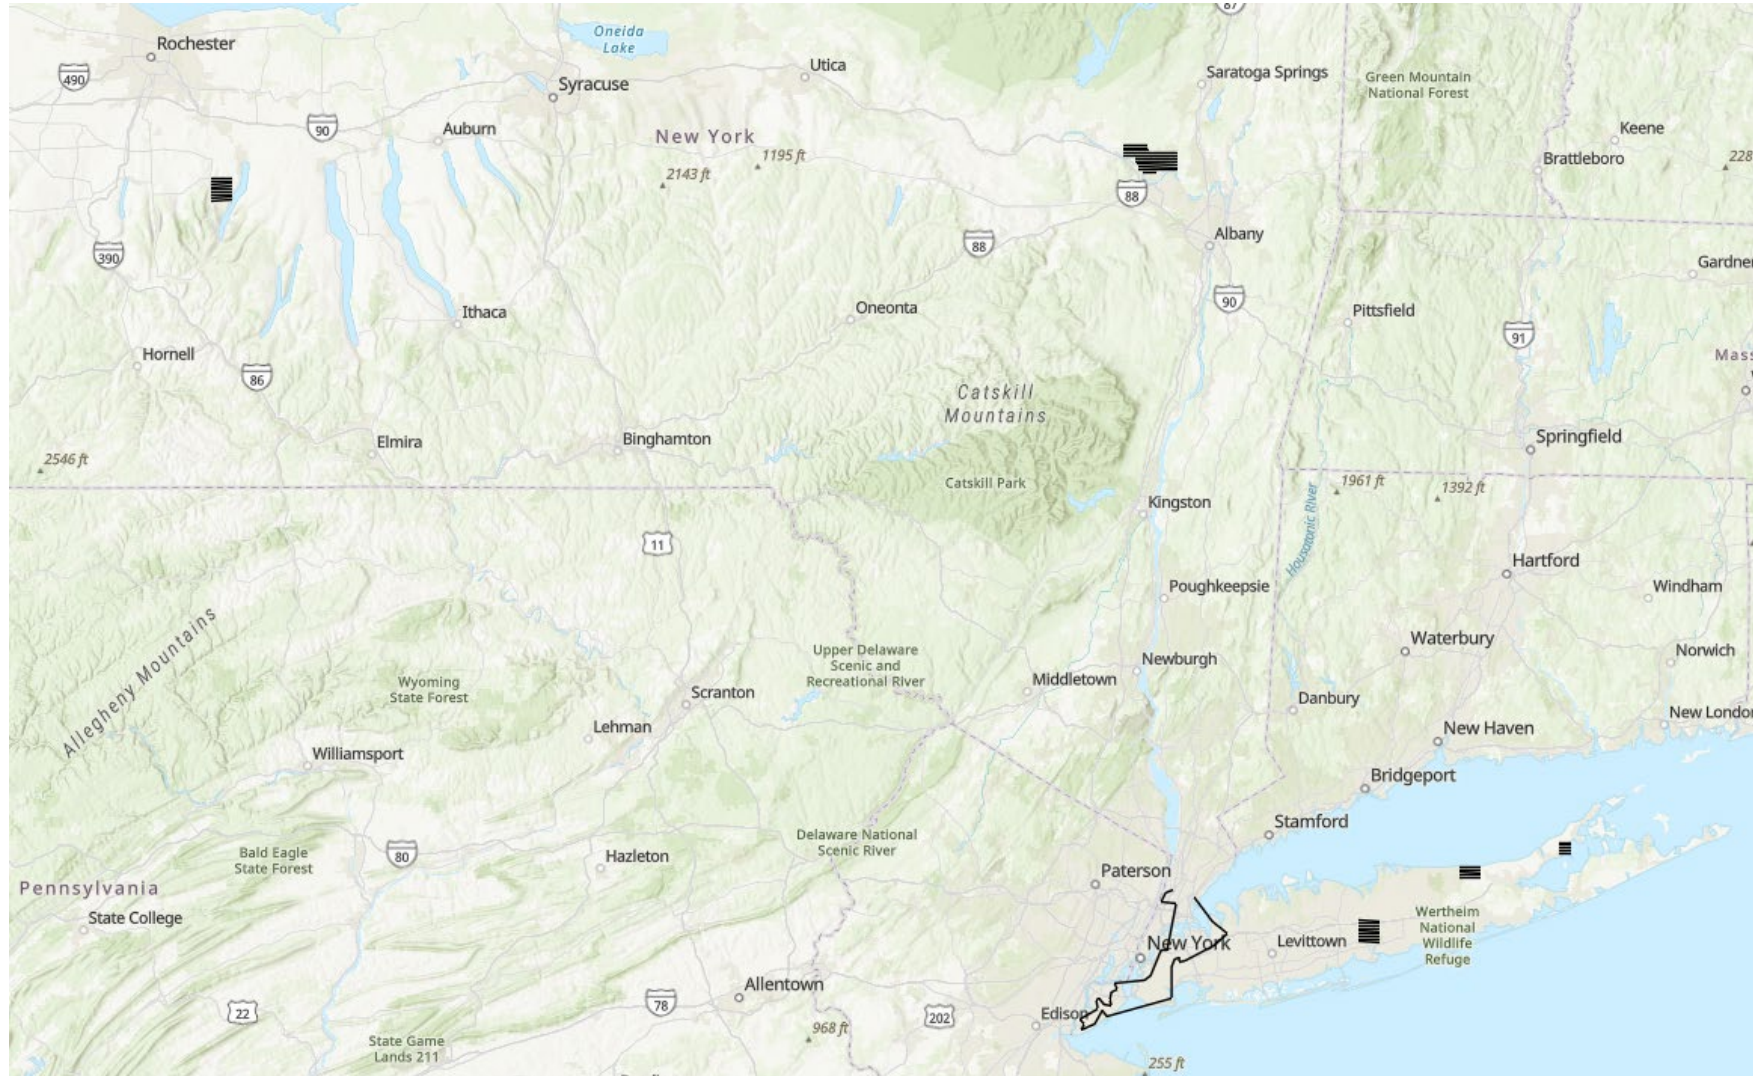 87
Rochester
Oneida
Lake
490
Syracuse
Utica
Saratoga Springs
Green Mountain
National Forest
90
Auburn
New York
1195 ft
2143 ft
Keene
Brattleboro
228
88
390
88
Albany
Gardner
90
Ithaca
Oneonta
Pittsfield
91
Hornell
86
Mass
Catskill
Mountains
Elmira
Binghamton
Springfield
2546 ft
Catskill Park
1961 ft
1392 ft
Kingston
Housatonic River
11
Hartford
Poughkeepsie
Windham
Allegheny Mountains
Waterbury
Upper Delaware
Scenic and
Recreational River
Newburgh
Norwich
Wyoming
State Forest
Scranton
Middletown
Danbury
New London
Lehman
Williamsport
New Haven
Bridgeport
Stamford
Delaware National
Scenic River
Bald Eagle
State Forest
80
Hazleton
Paterson
Pennsylvania
State College
Wertheim
National
Wildlife
Refuge
New York
Levittown
Allentown
78
22
202
Edison
968 ft
State Game
Lands 211
255 ft